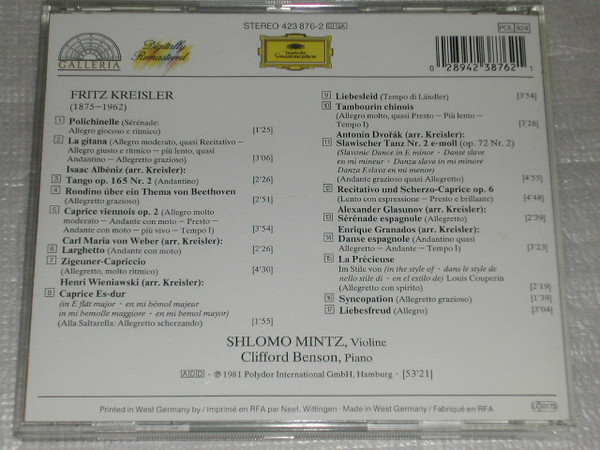 STEREO 423 876-2 GA
POL 924
GALLERIA
Digitally
Remastered
Deutsche
Grammophon
0 28942 38762 1
FRITZ KREISLER
(1875–1962)
1 Polichinelle (Sérénade:
Allegro giocoso e ritmico) [1'25]
2 La gitana (Allegro moderato, quasi Recitativo –
Allegro giusto e ritmico – più lento, quasi
Andantino – Allegretto grazioso) [3'06]
Isaac Albéniz (arr. Kreisler):
3 Tango op. 165 Nr. 2 (Andantino) [2'26]
4 Rondino über ein Thema von Beethoven
(Allegretto grazioso) [2'51]
5 Caprice viennois op. 2 (Allegro molto
moderato – Andante con moto – Presto –
Andante con moto – più vivo – Tempo I) [3'54]
Carl Maria von Weber (arr. Kreisler):
6 Larghetto (Andante con moto) [2'26]
7 Zigeuner-Capriccio
(Allegretto, molto ritmico) [4'30]
Henri Wieniawski (arr. Kreisler):
8 Caprice Es-dur
(in E flat major · en mi bémol majeur
in mi bemolle maggiore · en mi bemol mayor)
(Alla Saltarella: Allegretto scherzando) [1'55]
9 Liebesleid (Tempo di Ländler) [3'54]
10 Tambourin chinois
(Allegro molto, quasi Presto – Più lento –
Tempo I) [3'28]
Antonín Dvořák (arr. Kreisler):
11 Slawischer Tanz Nr. 2 e-moll (op. 72 Nr. 2)
(Slavonic Dance in E minor · Danse slave
en mi mineur · Danza slava in mi minore
Danza Eslava en mi menor)
(Andante grazioso quasi Allegretto) [4'55]
12 Recitativo und Scherzo-Caprice op. 6
(Lento con espressione – Presto e brillante) [4'48]
Alexander Glasunov (arr. Kreisler):
13 Sérénade espagnole (Allegretto) [2'39]
Enrique Granados (arr. Kreisler):
14 Danse espagnole (Andantino quasi
Allegretto – Andante – Tempo I) [3'23]
15 La Précieuse
Im Stile von (in the style of · dans le style de
nello stile di · en el estilo de) Louis Couperin
(Allegretto con spirito) [2'19]
16 Syncopation (Allegretto grazioso) [1'39]
17 Liebesfreud (Allegro) [3'04]
SHLOMO MINTZ, Violine
Clifford Benson, Piano
ADD · ℗ 1981 Polydor International GmbH, Hamburg · [53'21]
Printed in West Germany by / Imprimé en RFA par Neef, Wittingen · Made in West Germany / Fabriqué en RFA